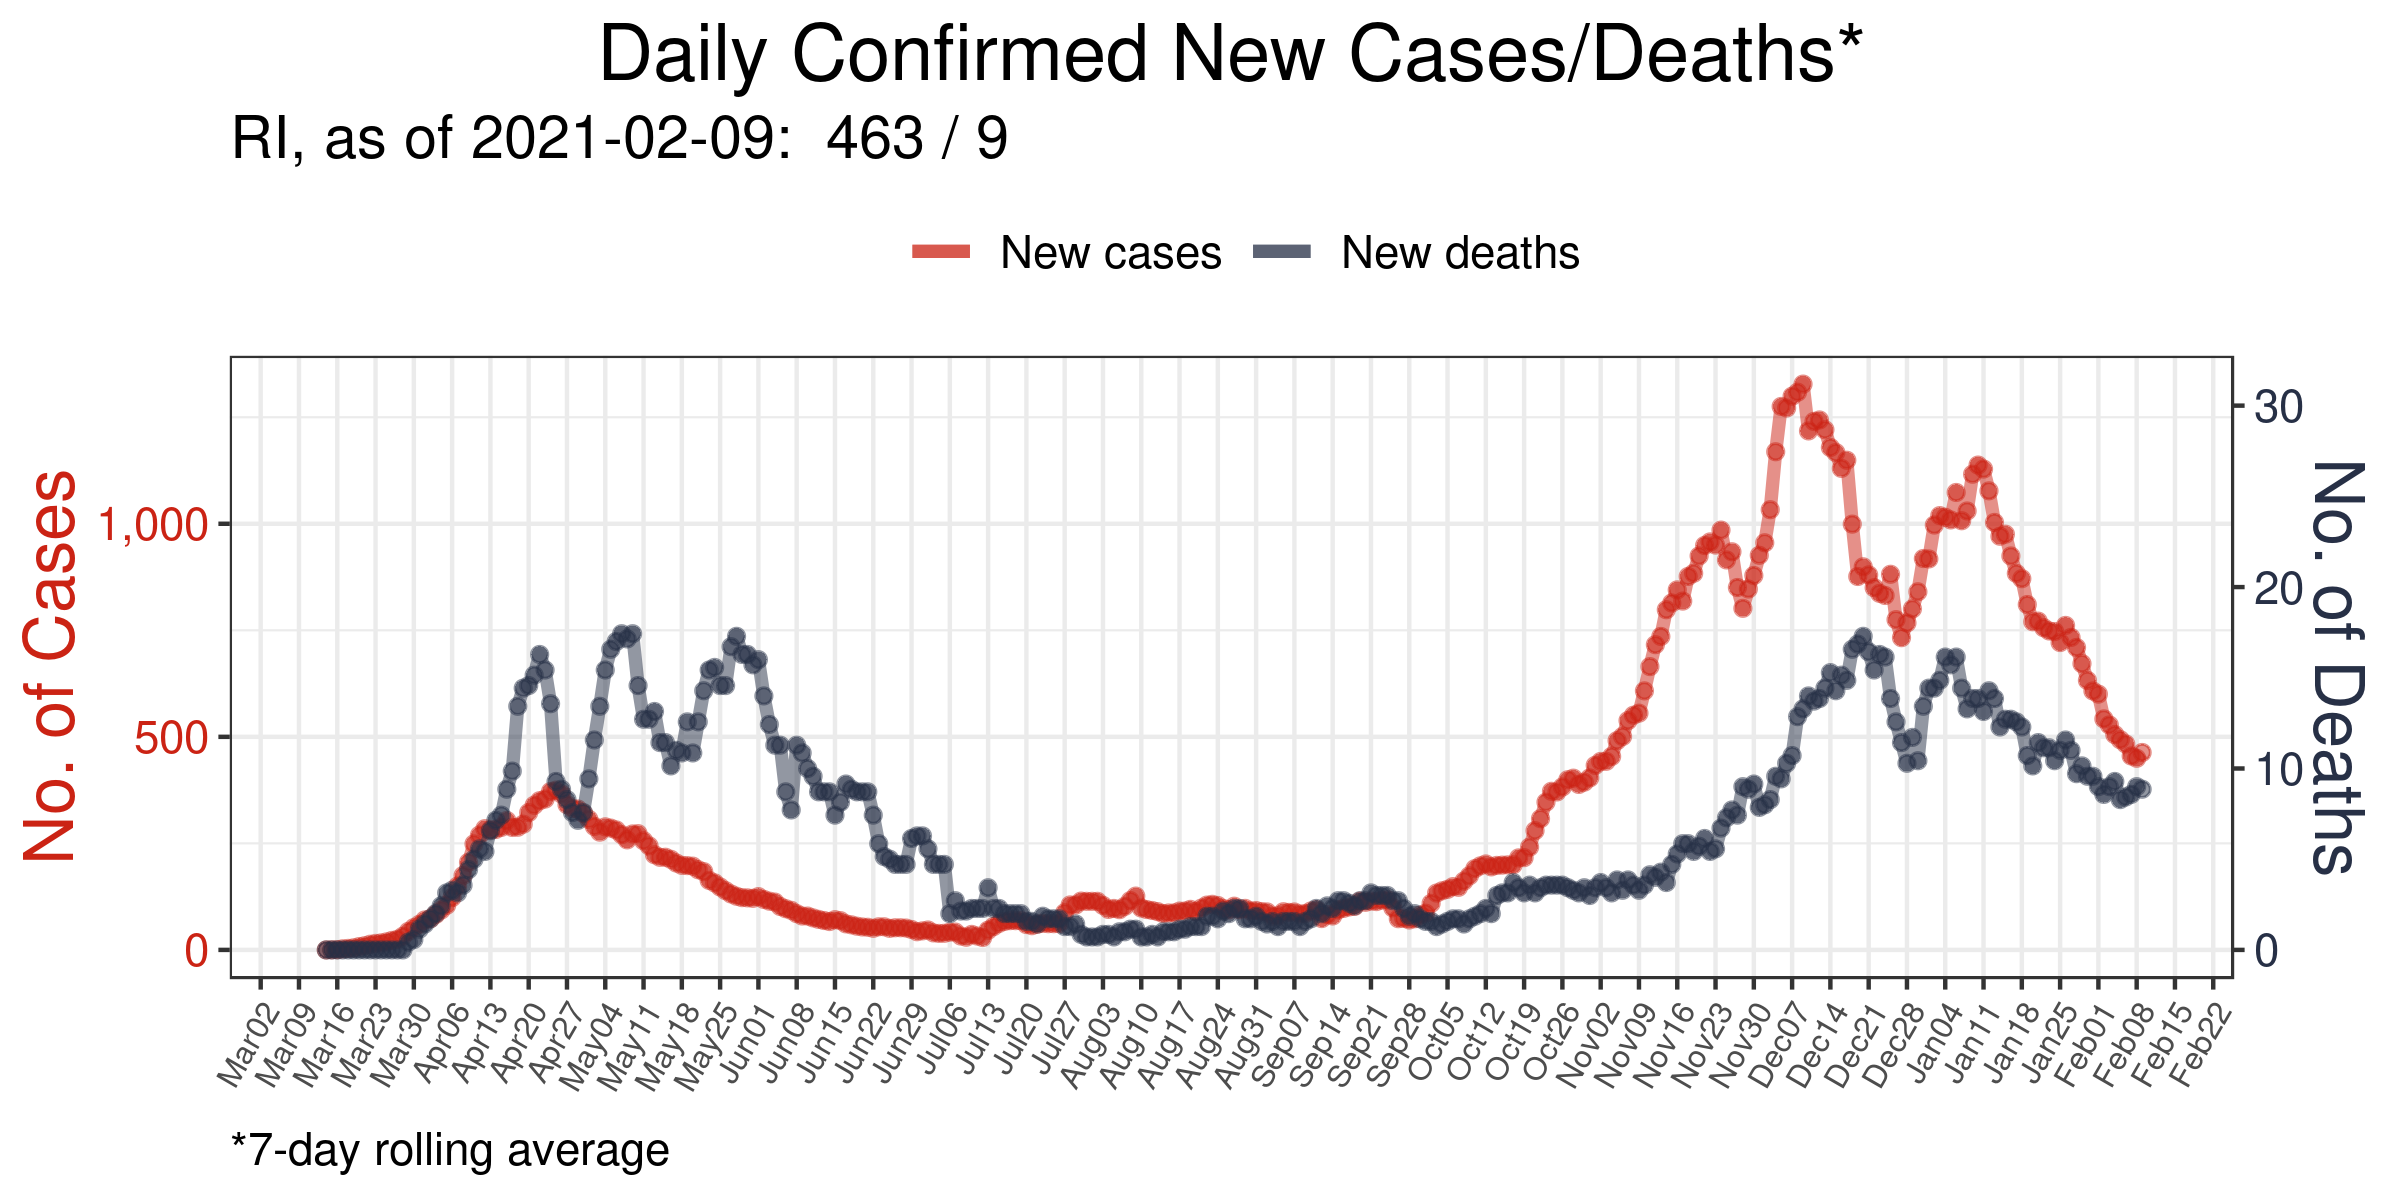 Daily Confirmed New Cases/Deaths*
RI, as of 2021-02-09: 463 / 9
New cases
New deaths
No. of Cases
1,000
500
0
30
20
10
0
No. of Deaths
Mar02
Mar09
Mar16
Mar23
Mar30
Apr06
Apr13
Apr20
Apr27
May04
May11
May18
May25
Jun01
Jun08
Jun15
Jun22
Jun29
Jul06
Jul13
Jul20
Jul27
Aug03
Aug10
Aug17
Aug24
Aug31
Sep07
Sep14
Sep21
Sep28
Oct05
Oct12
Oct19
Oct26
Nov02
Nov09
Nov16
Nov23
Nov30
Dec07
Dec14
Dec21
Dec28
Dec04
Jan11
Jan18
Jan25
Feb01
Feb08
Feb15
Feb22
*7-day rolling average